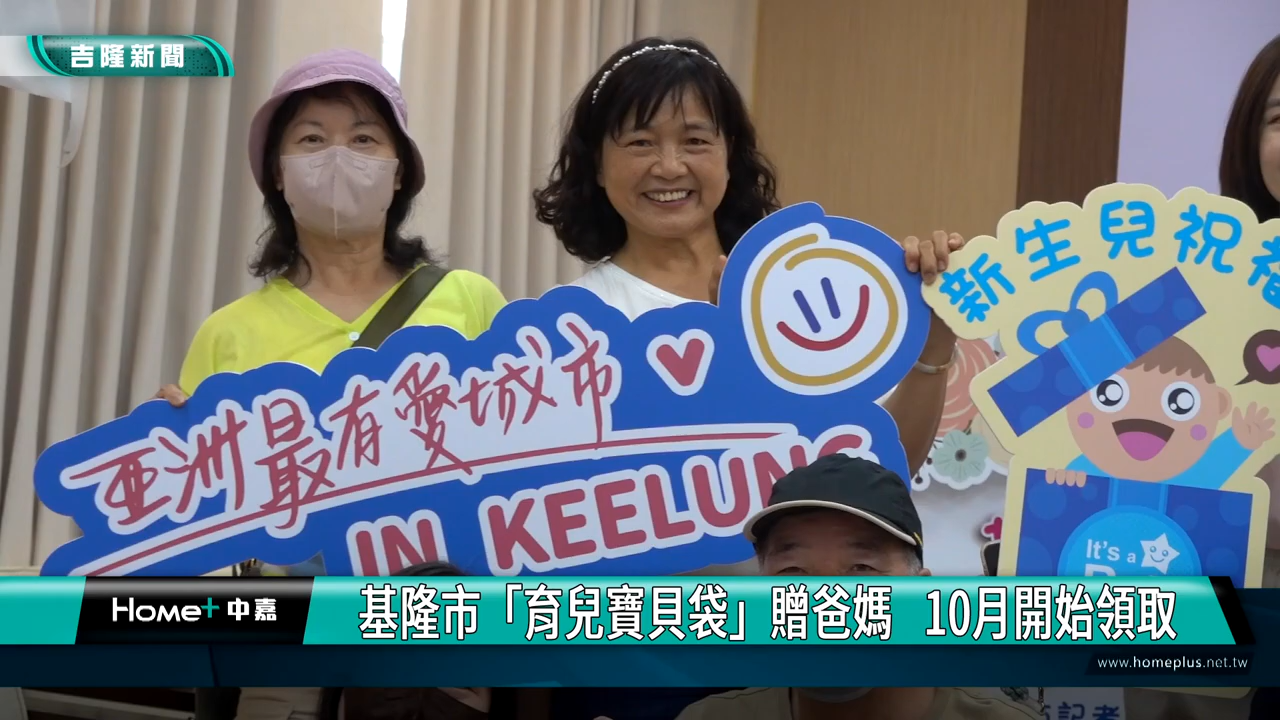 吉隆新聞
新生兒祝福
亞洲最有愛城市
IN KEELUNG
It's a
Home+ 中嘉
基隆市「育兒寶貝袋」贈爸媽 10月開始領取
www.homeplus.net.tw
記者